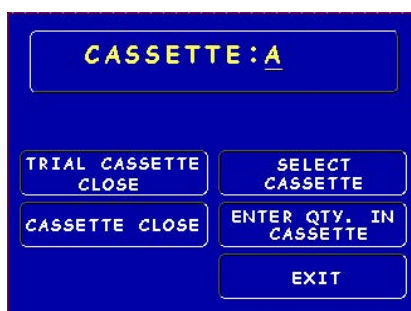 CASSETTE:A
TRIAL CASSETTE
CLOSE
SELECT
CASSETTE
CASSETTE CLOSE
ENTER QTY. IN
CASSETTE
EXIT